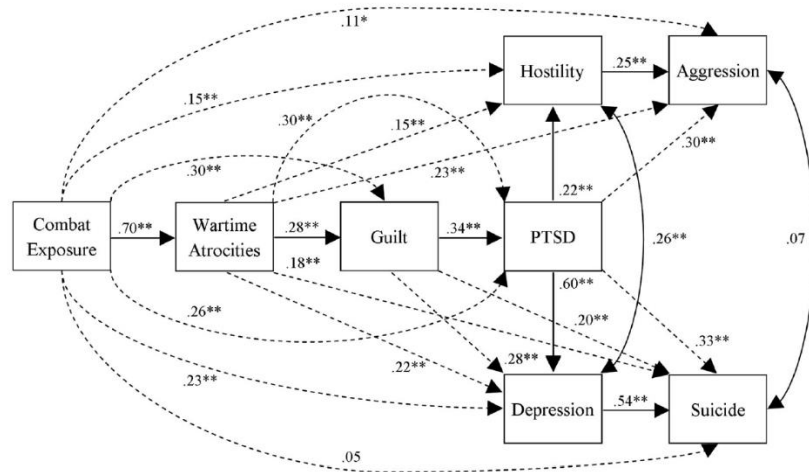 .11*
Hostility
.25**
Aggression
.15**
.30**
.15**
.30**
.30**
.23**
.22**
Combat
Exposure
.70**
Wartime
Atrocities
.28**
Guilt
.34**
PTSD
.26**
.07
.18**
.60**
.26**
.20**
.33**
.23**
.22**
.28**
Depression
.54**
Suicide
.05